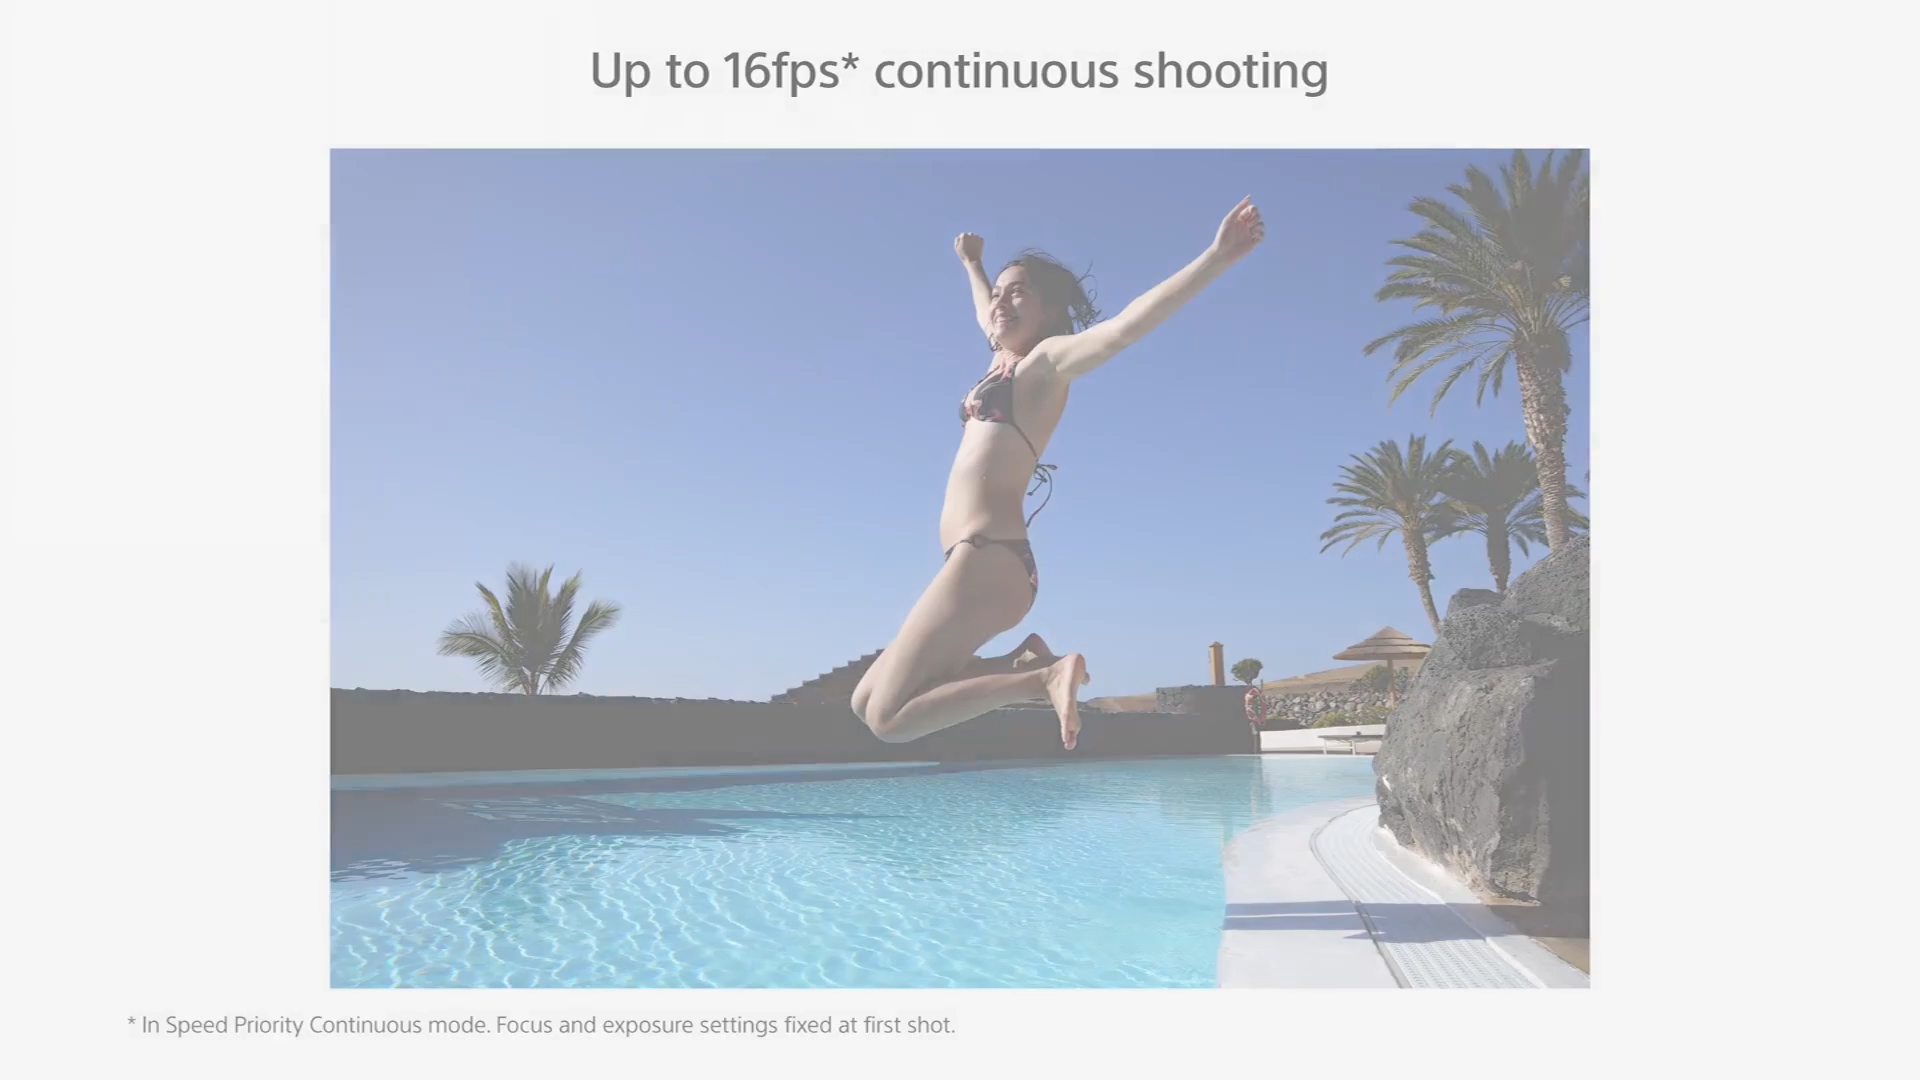 Up to 16fps* continuous shooting
* In Speed Priority Continuous mode. Focus and exposure settings fixed at first shot.